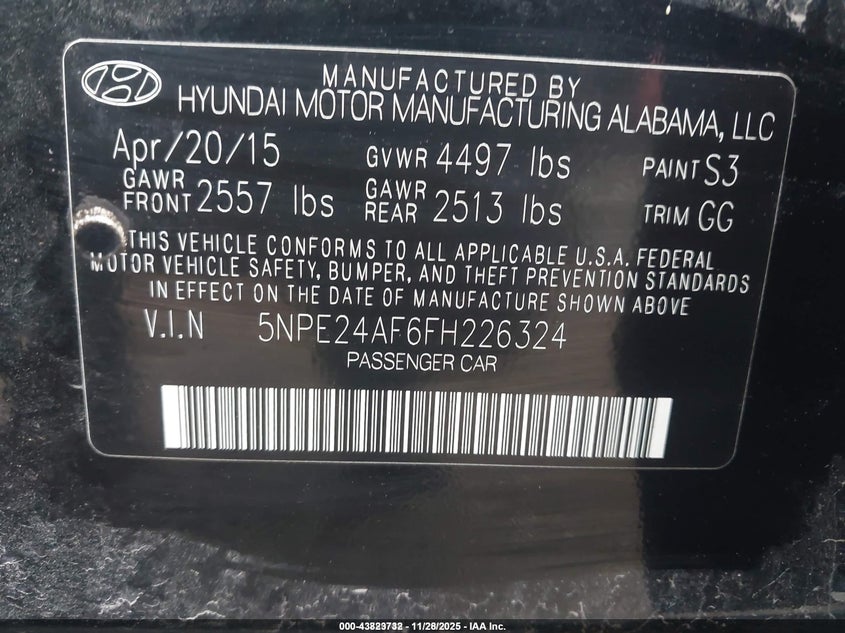 MANUFACTURED BY
HYUNDAI MOTOR MANUFACTURING ALABAMA, LLC
Apr/20/15 GVWR 4497 lbs PAINT S3
GAWR FRONT 2557 lbs GAWR REAR 2513 lbs TRIM GG
THIS VEHICLE CONFORMS TO ALL APPLICABLE U.S.A. FEDERAL
MOTOR VEHICLE SAFETY, BUMPER, AND THEFT PREVENTION STANDARDS
IN EFFECT ON THE DATE OF MANUFACTURE SHOWN ABOVE
V.I.N 5NPE24AF6FH226324
PASSENGER CAR
000-43823732 - 11/26/2025 - IAA Inc.